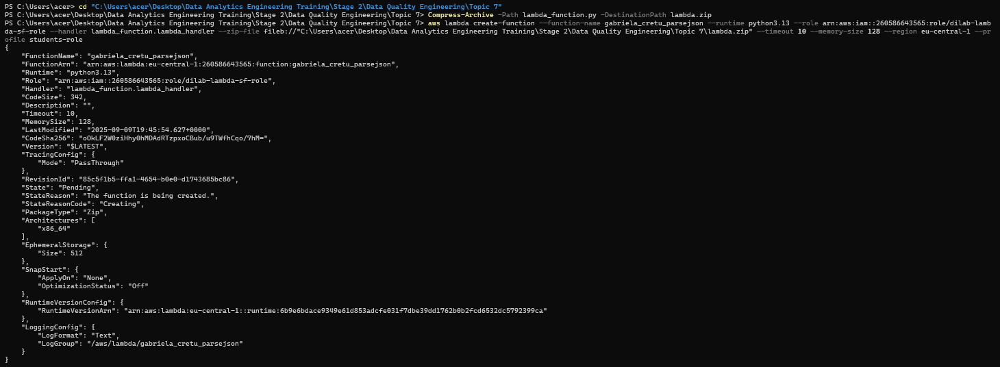 PS C:\Users\acer> cd "C:\Users\acer\Desktop\Data Analytics Engineering Training\Stage 2\Data Quality Engineering\Topic 7"
PS C:\Users\acer\Desktop\Data Analytics Engineering Training\Stage 2\Data Quality Engineering\Topic 7> Compress-Archive -Path lambda_function.py -DestinationPath lambda.zip
PS C:\Users\acer\Desktop\Data Analytics Engineering Training\Stage 2\Data Quality Engineering\Topic 7> aws lambda create-function --function-name gabriela_cretu_parsejson --runtime python3.13 --role arn:aws:iam::260586643565:role/dilab-lamb
da-sf-role --handler lambda_function.lambda_handler --zip-file fileb://"C:\Users\acer\Desktop\Data Analytics Engineering Training\Stage 2\Data Quality Engineering\Topic 7\lambda.zip" --timeout 10 --memory-size 128 --region eu-central-1 --pr
ofile students-role
{
    "FunctionName": "gabriela_cretu_parsejson",
    "FunctionArn": "arn:aws:lambda:eu-central-1:260586643565:function:gabriela_cretu_parsejson",
    "Runtime": "python3.13",
    "Role": "arn:aws:iam::260586643565:role/dilab-lambda-sf-role",
    "Handler": "lambda_function.lambda_handler",
    "CodeSize": 342,
    "Description": "",
    "Timeout": 10,
    "MemorySize": 128,
    "LastModified": "2025-09-09T19:45:54.627+0000",
    "CodeSha256": "oOkLF2W0ziHhy0hMDAdRTzpxoCBub/u9TWfhCqo/7hM=",
    "Version": "$LATEST",
    "TracingConfig": {
        "Mode": "PassThrough"
    },
    "RevisionId": "85c5f1b5-ffa1-4654-b0e0-d1743685bc86",
    "State": "Pending",
    "StateReason": "The function is being created.",
    "StateReasonCode": "Creating",
    "PackageType": "Zip",
    "Architectures": [
        "x86_64"
    ],
    "EphemeralStorage": {
        "Size": 512
    },
    "SnapStart": {
        "ApplyOn": "None",
        "OptimizationStatus": "Off"
    },
    "RuntimeVersionConfig": {
        "RuntimeVersionArn": "arn:aws:lambda:eu-central-1::runtime:6b9e6bdace9349e61d853adcfe031f7dbe39dd1762b0b2fcd6532dc5792399ca"
    },
    "LoggingConfig": {
        "LogFormat": "Text",
        "LogGroup": "/aws/lambda/gabriela_cretu_parsejson"
    }
}